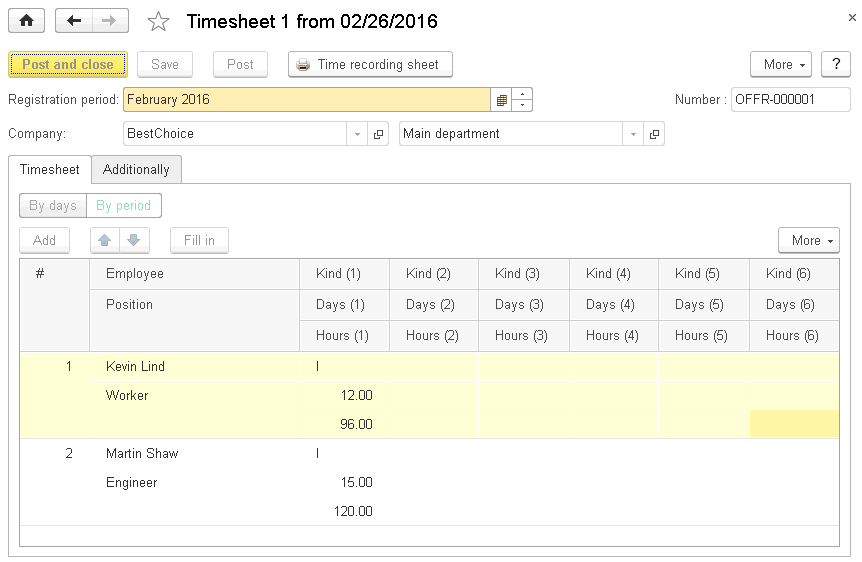 Timesheet 1 from 02/26/2016
Post and close Save Post Time recording sheet More ?
Registration period: February 2016 Number : OFFR-000001
Company: BestChoice Main department
Timesheet Additionally
By days By period
Add Fill in More
# Employee Kind (1) Kind (2) Kind (3) Kind (4) Kind (5) Kind (6)
Position Days (1) Days (2) Days (3) Days (4) Days (5) Days (6)
Hours (1) Hours (2) Hours (3) Hours (4) Hours (5) Hours (6)
1 Kevin Lind I
Worker 12.00
96.00
2 Martin Shaw I
Engineer 15.00
120.00